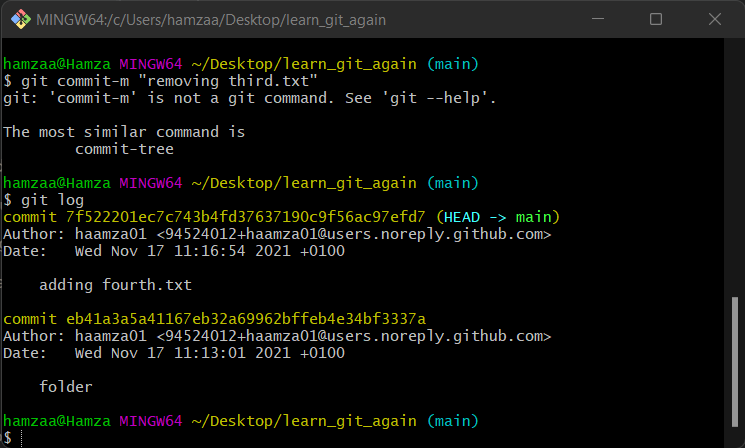 MINGW64:/c/Users/hamzaa/Desktop/learn_git_again
hamzaa@Hamza MINGW64 ~/Desktop/learn_git_again (main)
$ git commit-m "removing third.txt"
git: 'commit-m' is not a git command. See 'git --help'.
The most similar command is
commit-tree
hamzaa@Hamza MINGW64 ~/Desktop/learn_git_again (main)
$ git log
commit 7f522201ec7c743b4fd37637190c9f56ac97efd7 (HEAD -> main)
Author: haamza01 <94524012+haamza01@users.noreply.github.com>
Date:   Wed Nov 17 11:16:54 2021 +0100
adding fourth.txt
commit eb41a3a5a41167eb32a69962bffeb4e34bf3337a
Author: haamza01 <94524012+haamza01@users.noreply.github.com>
Date:   Wed Nov 17 11:13:01 2021 +0100
folder
hamzaa@Hamza MINGW64 ~/Desktop/learn_git_again (main)
$